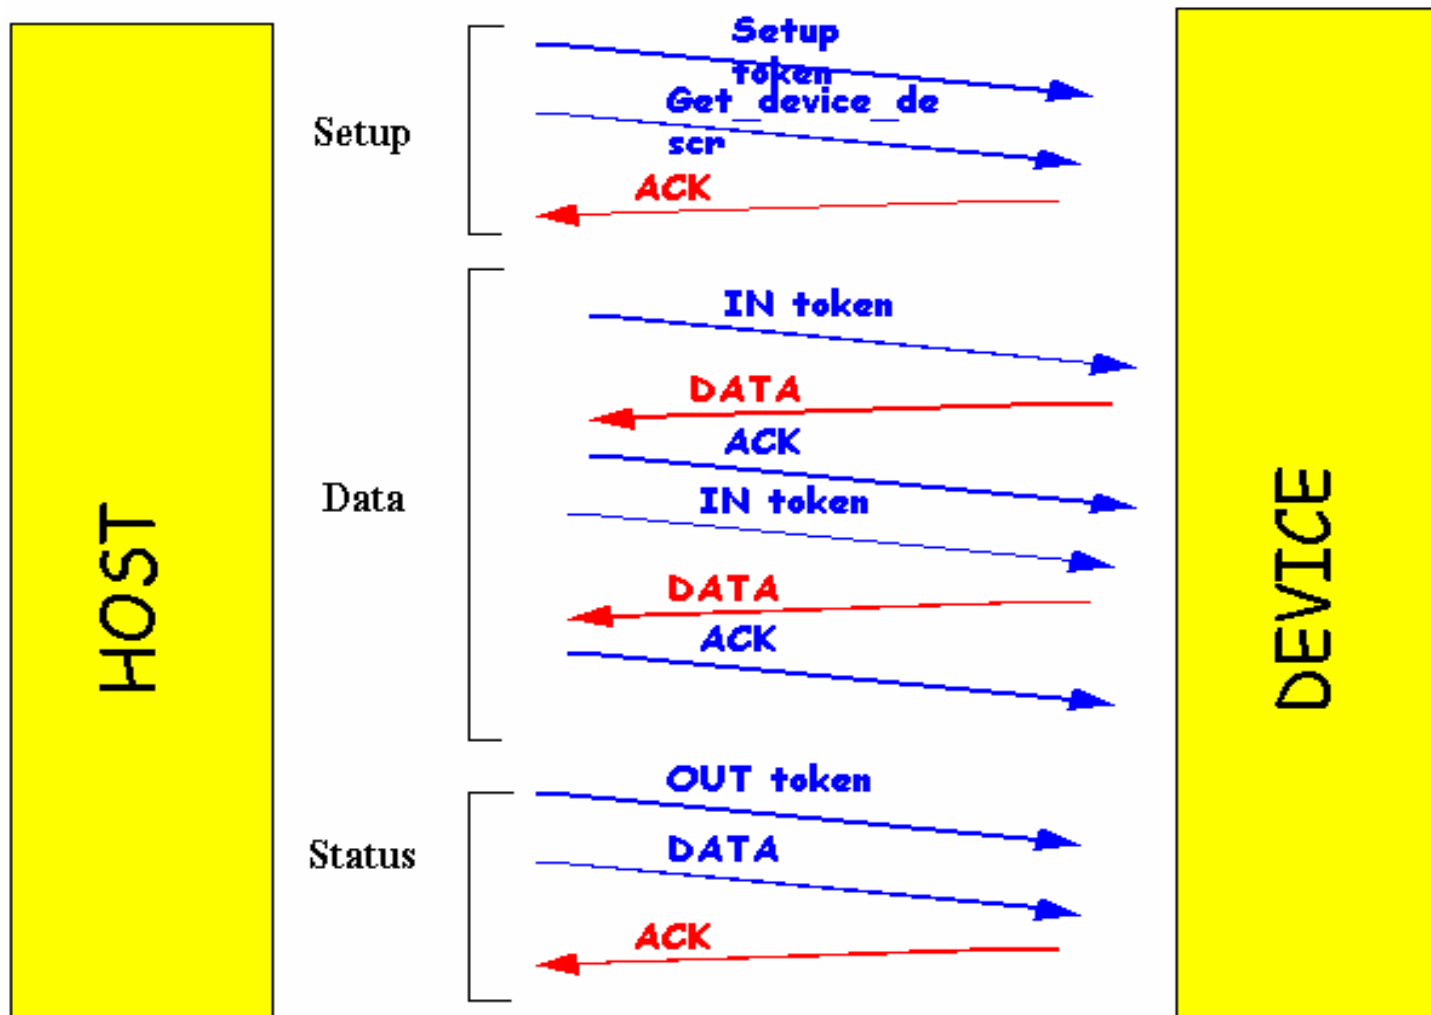 Setup
token
Get_device_de
scr
Setup
ACK
IN token
DATA
ACK
Data
IN token
DATA
ACK
HOST
DEVICE
OUT token
DATA
Status
ACK